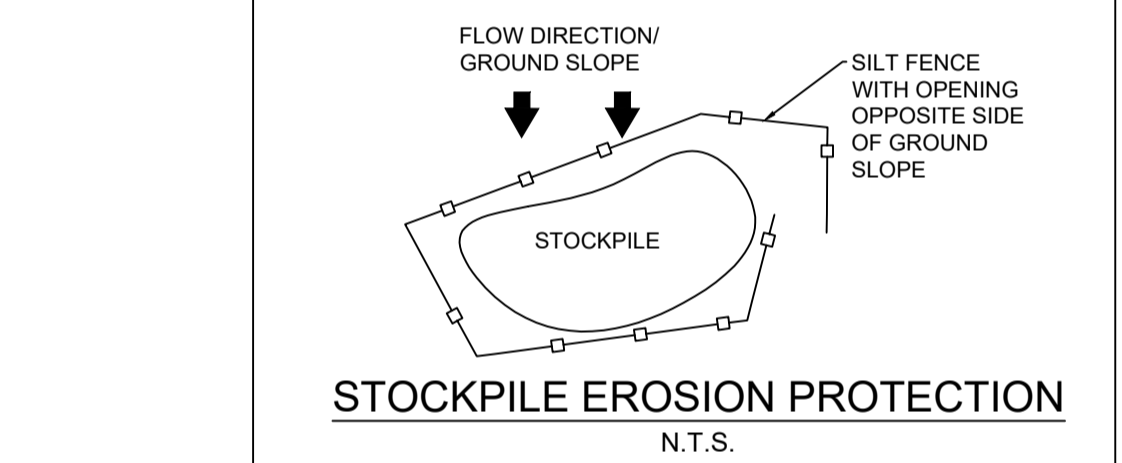 FLOW DIRECTION/
GROUND SLOPE
SILT FENCE
WITH OPENING
OPPOSITE SIDE
OF GROUND
SLOPE
STOCKPILE
STOCKPILE EROSION PROTECTION
N.T.S.